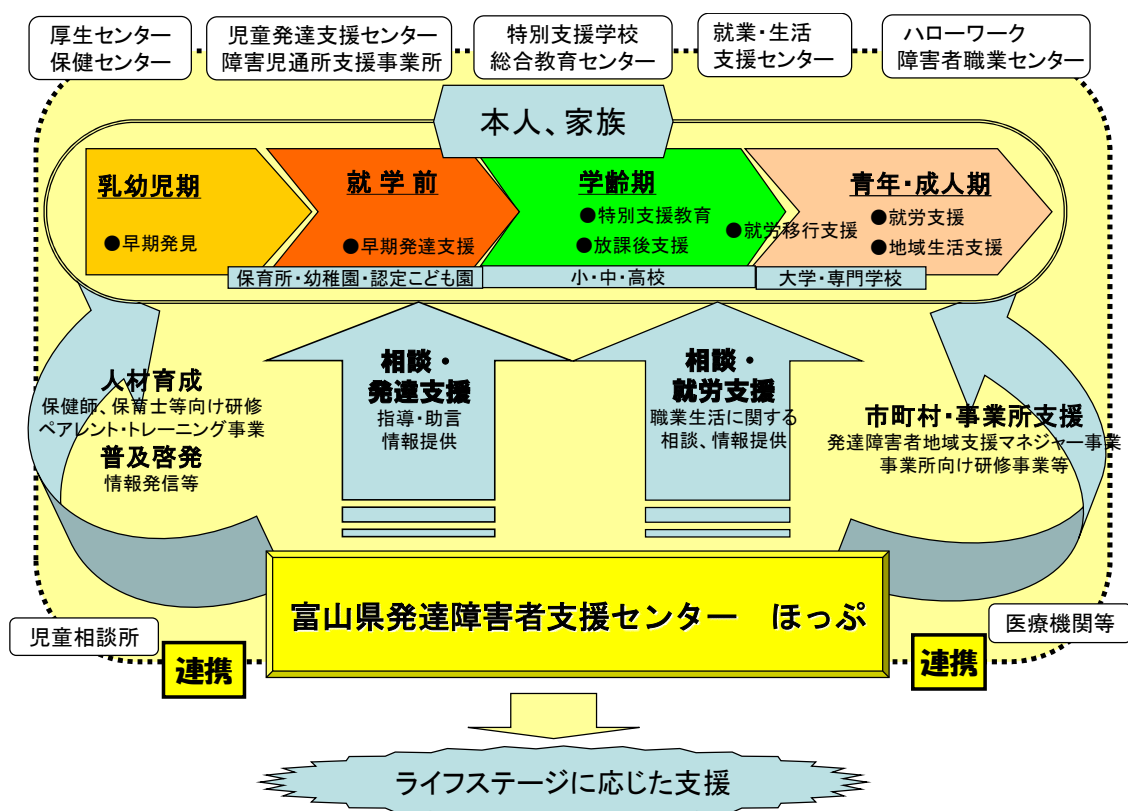 厚生センター
保健センター
児童発達支援センター
障害児通所支援事業所
特別支援学校
総合教育センター
就業・生活
支援センター
ハローワーク
障害者職業センター
本人、家族
乳幼児期
●早期発見
就学前
●早期発達支援
学齢期
●特別支援教育
●放課後支援
●就労移行支援
青年・成人期
●就労支援
●地域生活支援
保育所・幼稚園・認定こども園
小・中・高校
大学・専門学校
人材育成
保健師、保育士等向け研修
ペアレント・トレーニング事業
普及啓発
情報発信等
相談・
発達支援
指導・助言
情報提供
相談・
就労支援
職業生活に関する
相談、情報提供
市町村・事業所支援
発達障害者地域支援マネジャー事業
事業所向け研修事業等
富山県発達障害者支援センター　ほっぷ
児童相談所
医療機関等
連携
連携
ライフステージに応じた支援